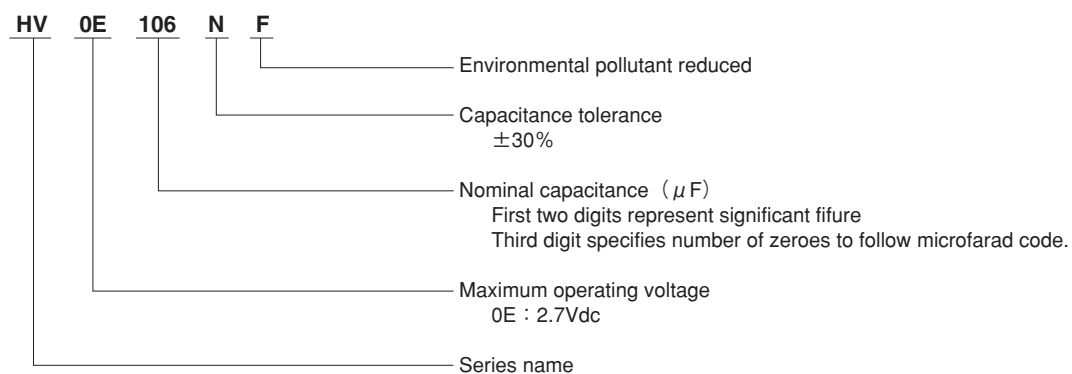 HV 0E 106 N F
Environmental pollutant reduced
Capacitance tolerance
±30%
Nominal capacitance（μF）
First two digits represent significant fifure
Third digit specifies number of zeroes to follow microfarad code.
Maximum operating voltage
0E：2.7Vdc
Series name